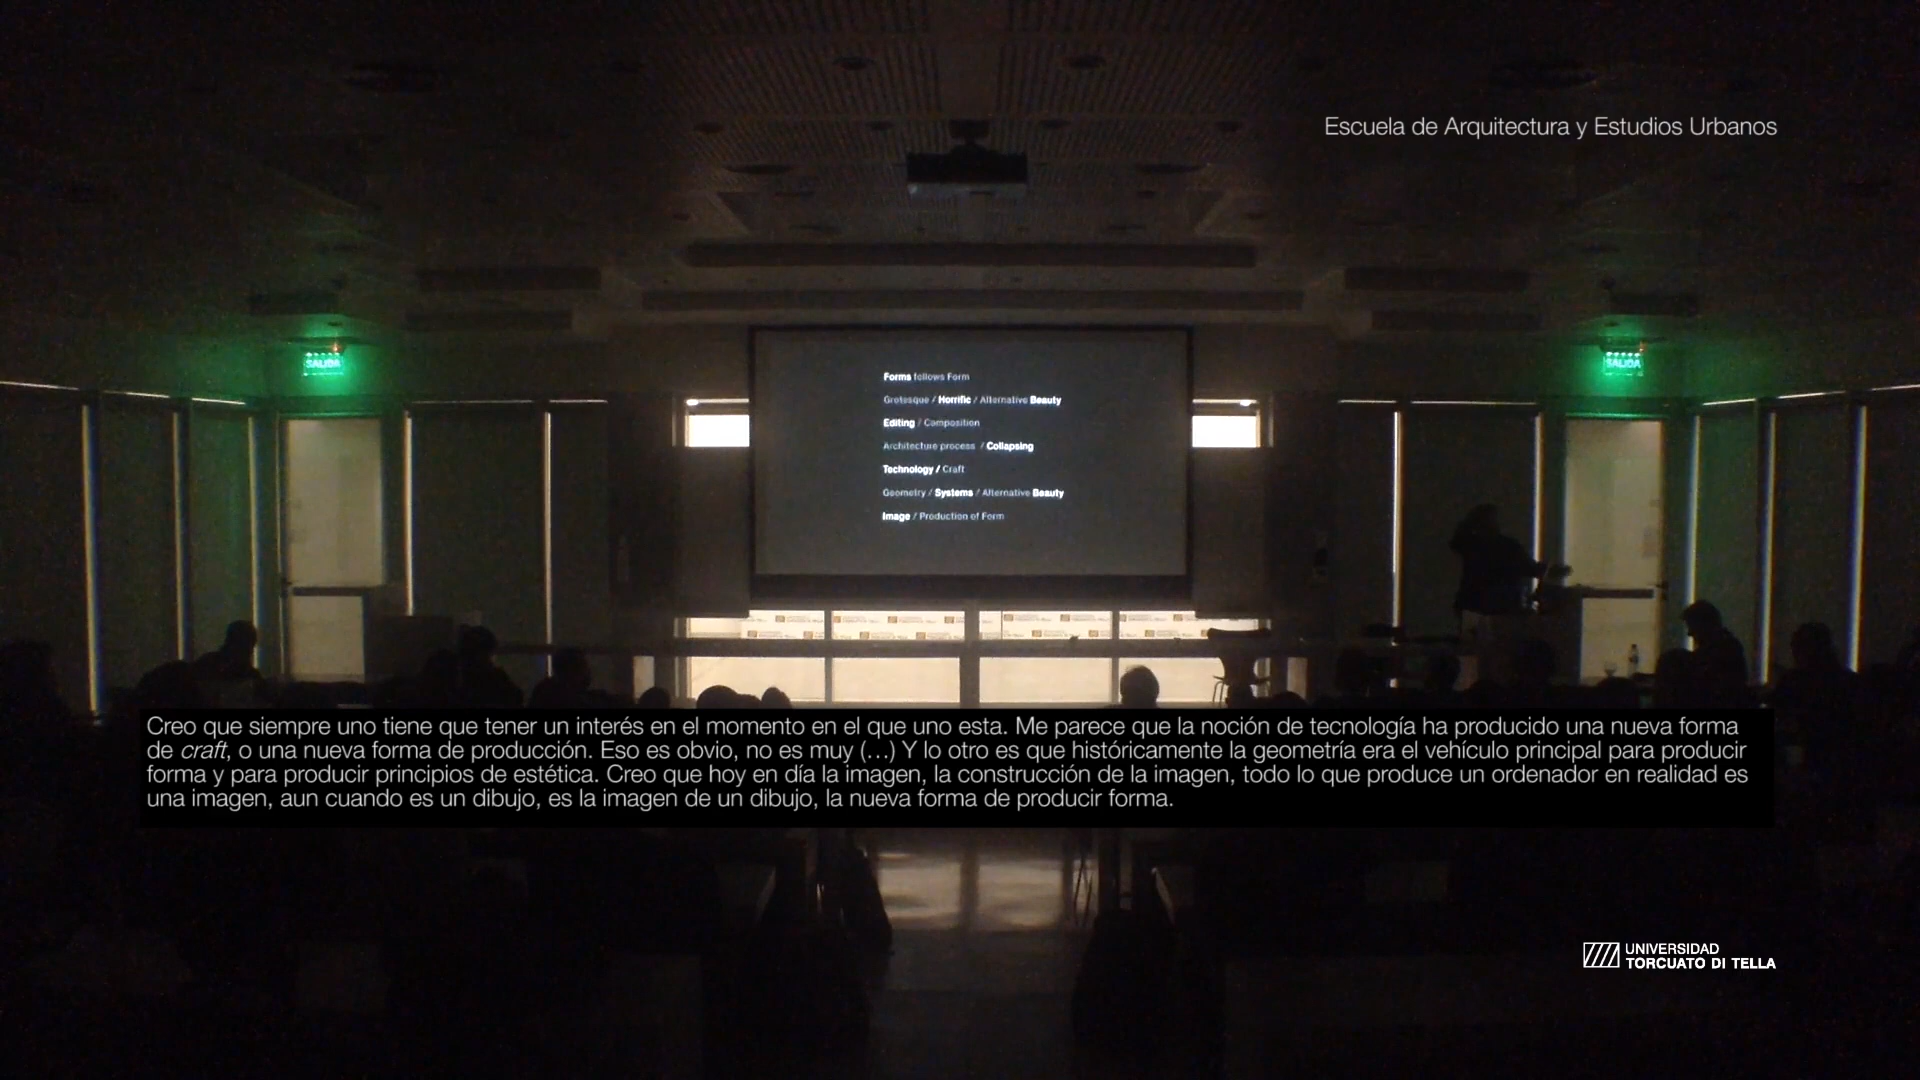 Escuela de Arquitectura y Estudios Urbanos
SALIDA
SALIDA
Forms follows Form
Grotesque / Horrific / Alternative Beauty
Editing / Composition
Architecture process / Collapsing
Technology / Craft
Geometry / Systems / Alternative Beauty
Image / Production of Form
Creo que siempre uno tiene que tener un interés en el momento en el que uno esta. Me parece que la noción de tecnología ha producido una nueva forma
de craft, o una nueva forma de producción. Eso es obvio, no es muy (…) Y lo otro es que históricamente la geometría era el vehículo principal para producir
forma y para producir principios de estética. Creo que hoy en día la imagen, la construcción de la imagen, todo lo que produce un ordenador en realidad es
una imagen, aun cuando es un dibujo, es la imagen de un dibujo, la nueva forma de producir forma.
UNIVERSIDAD
TORCUATO DI TELLA